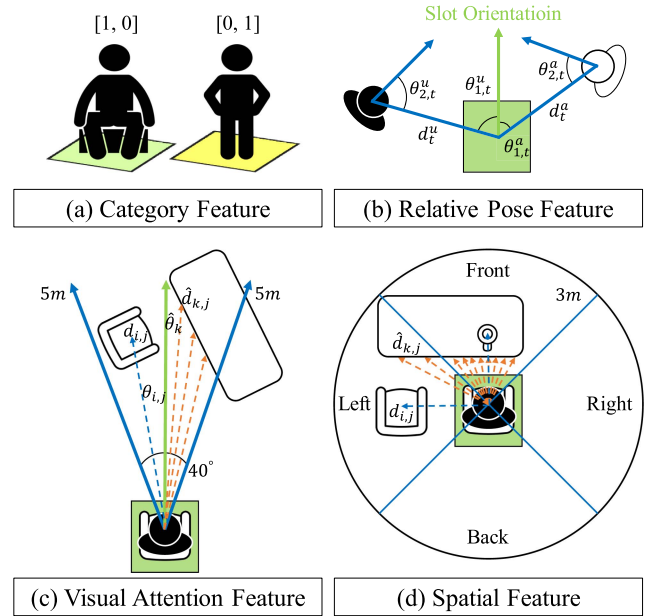 [1, 0]
[0, 1]
(a) Category Feature
Slot Orientatioin
θ^u_{2,t}
θ^u_{1,t}
θ^a_{2,t}
d^u_t
d^a_t
θ^a_{1,t}
(b) Relative Pose Feature
5m
5m
d_{i,j}
d̂_{k,j}
θ̂_k
θ_{i,j}
40°
(c) Visual Attention Feature
Front
3m
d̂_{k,j}
Left
d_{i,j}
Right
Back
(d) Spatial Feature